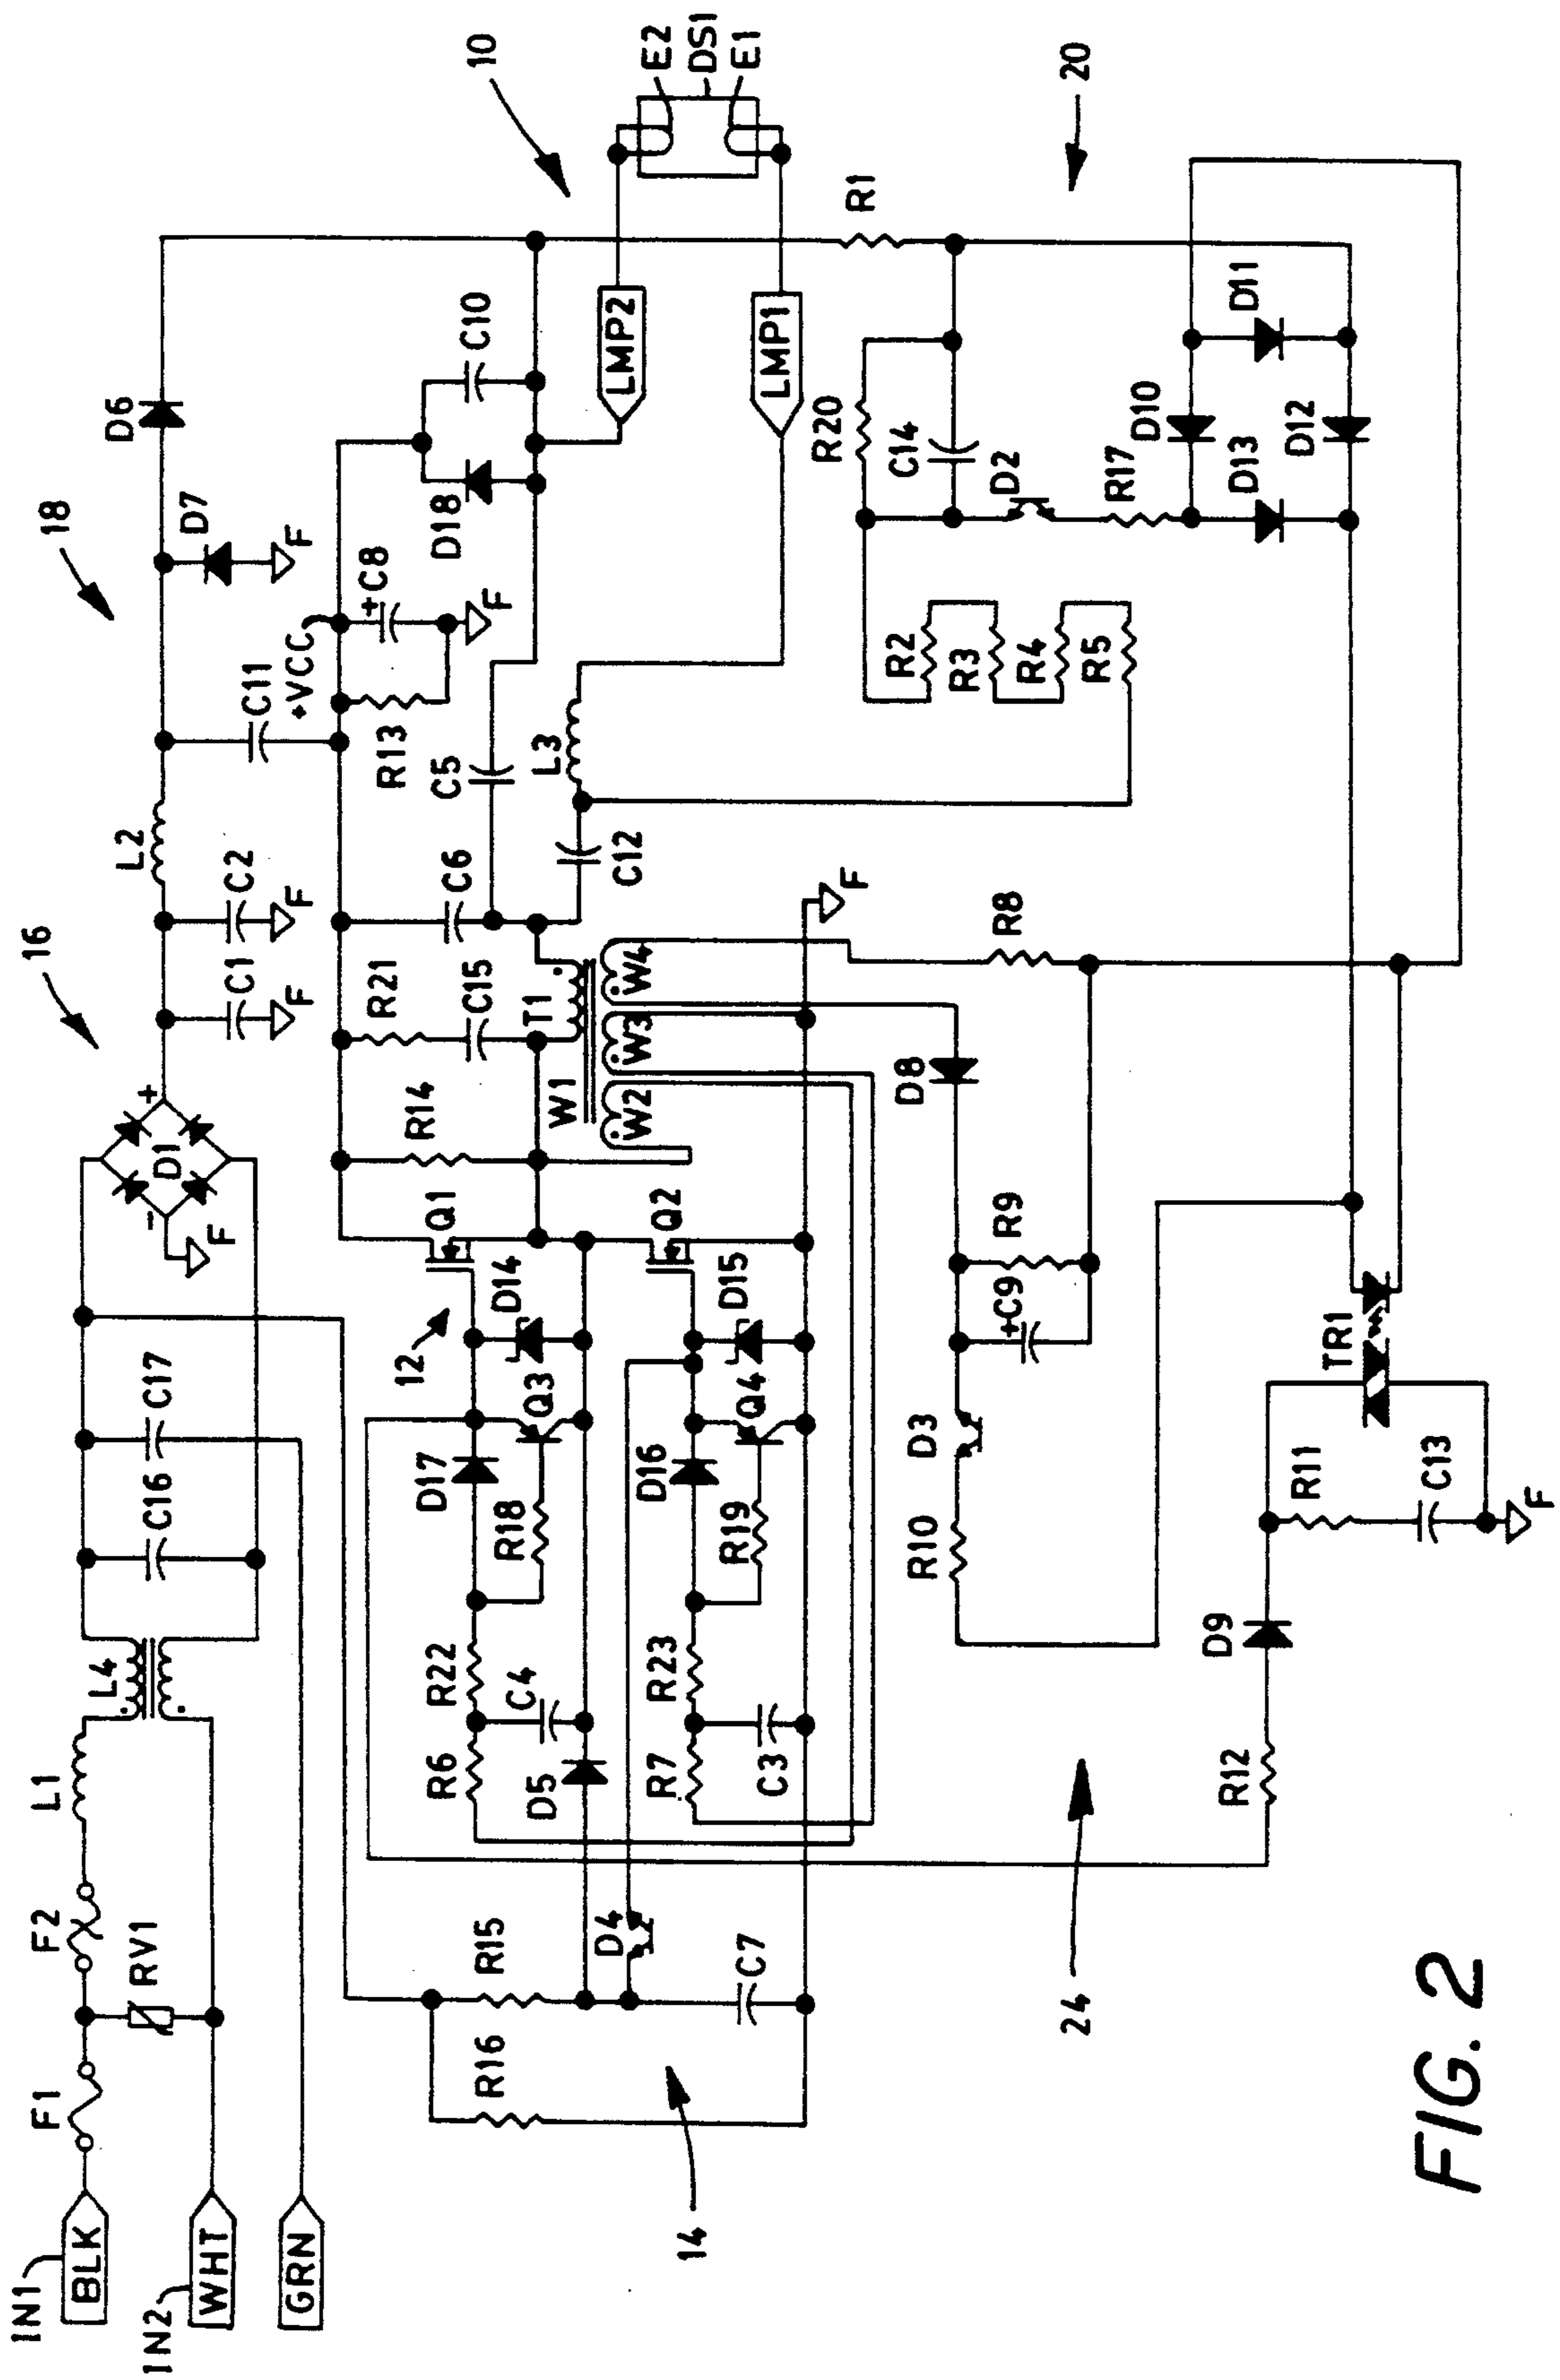 IN1
BLK
IN2
WHT
GRN
F1
F2
RV1
L1
L4
C16
C17
D1
+
-
F
16
C1
F
C2
F
L2
C11
+VCC
18
D7
F
D6
R13
+
C8
F
D18
C10
10
LMP2
LMP1
E2
DS1
E1
R14
R21
C15
C6
C5
L3
C12
T1
W1
W2
W3
W4
F
Q1
Q2
12
D14
D15
Q3
Q4
D17
D16
R18
R19
R22
R23
R6
R7
C4
C3
D5
D4
R15
R16
C7
14
R1
20
R20
C14
D2
R17
R2
R3
R4
R5
D10
D11
D13
D12
R8
D8
R9
+
C9
D3
R10
TR1
R11
C13
F
D9
R12
24
FIG. 2